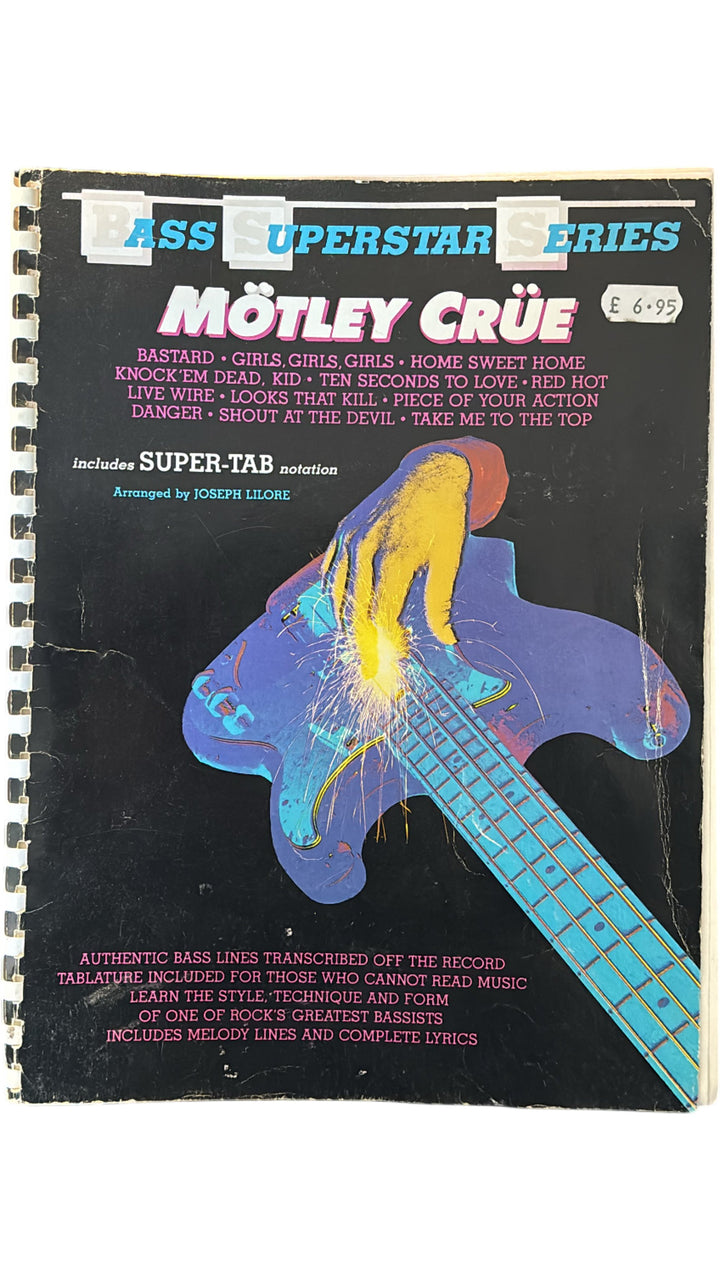 BASS SUPERSTAR SERIES
MÖTLEY CRÜE
£ 6·95
BASTARD • GIRLS, GIRLS, GIRLS • HOME SWEET HOME
KNOCK 'EM DEAD, KID • TEN SECONDS TO LOVE • RED HOT
LIVE WIRE • LOOKS THAT KILL • PIECE OF YOUR ACTION
DANGER • SHOUT AT THE DEVIL • TAKE ME TO THE TOP
includes SUPER-TAB notation
Arranged by JOSEPH LILORE
AUTHENTIC BASS LINES TRANSCRIBED OFF THE RECORD
TABLATURE INCLUDED FOR THOSE WHO CANNOT READ MUSIC
LEARN THE STYLE, TECHNIQUE AND FORM
OF ONE OF ROCK'S GREATEST BASSISTS
INCLUDES MELODY LINES AND COMPLETE LYRICS